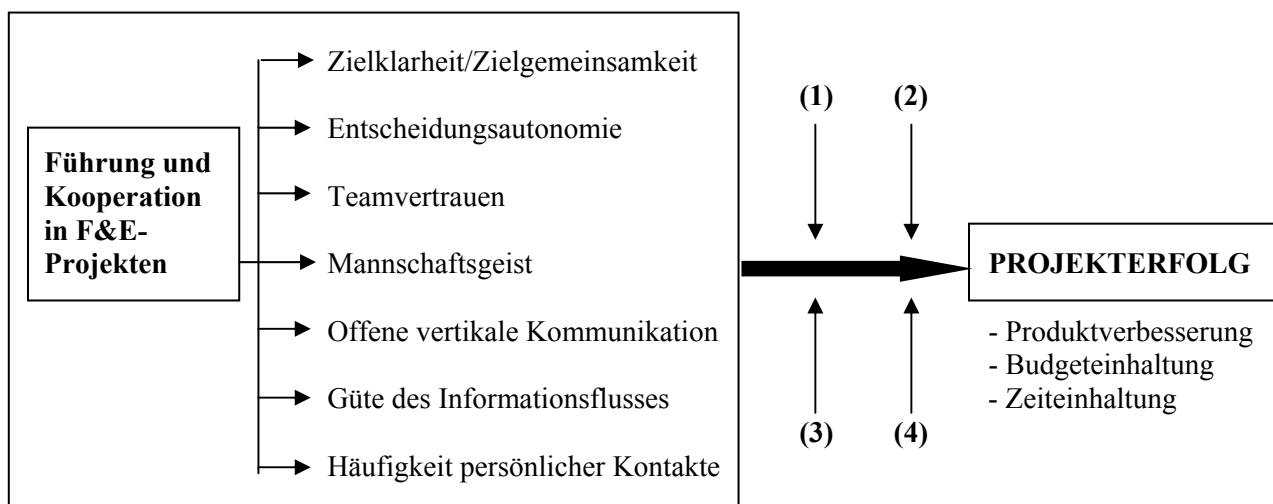 Führung und
Kooperation
in F&E-
Projekten
Zielklarheit/Zielgemeinsamkeit
Entscheidungsautonomie
Teamvertrauen
Mannschaftsgeist
Offene vertikale Kommunikation
Güte des Informationsflusses
Häufigkeit persönlicher Kontakte
(1)
(2)
(3)
(4)
PROJEKTERFOLG
- Produktverbesserung
- Budgeteinhaltung
- Zeiteinhaltung